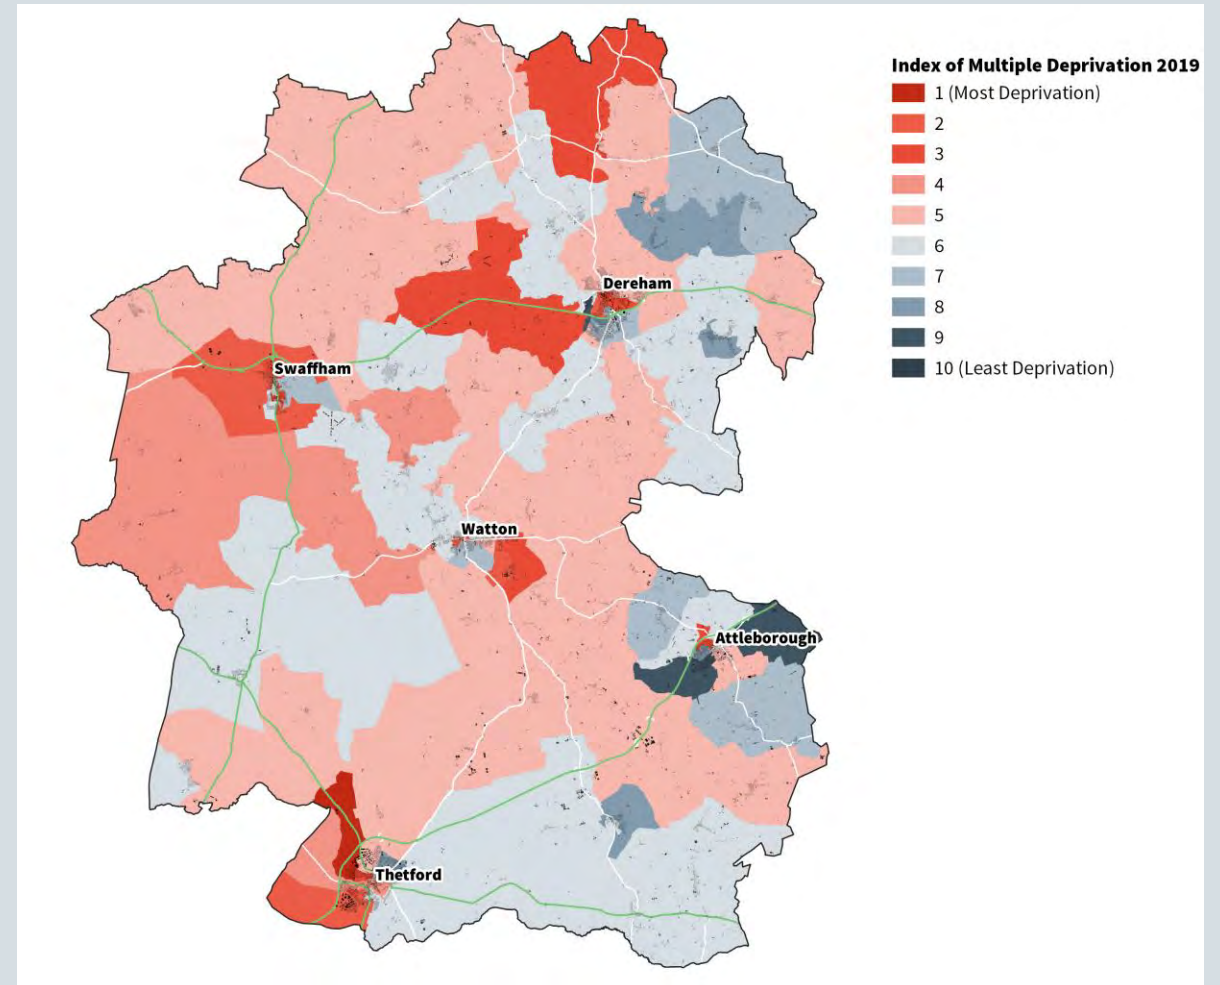 Index of Multiple Deprivation 2019
1 (Most Deprivation)
2
3
4
5
6
7
8
9
10 (Least Deprivation)
Dereham
Swaffham
Watton
Attleborough
Thetford